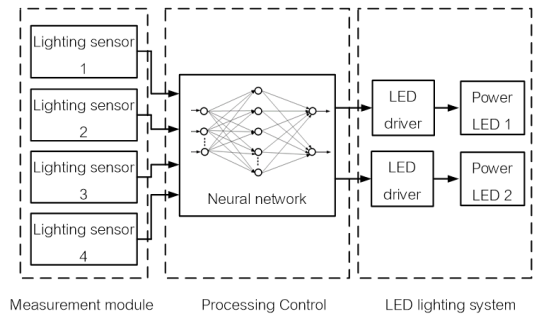 Lighting sensor
1
Lighting sensor
2
Lighting sensor
3
Lighting sensor
4
Neural network
LED
driver
Power
LED 1
LED
driver
Power
LED 2
Measurement module
Processing Control
LED lighting system